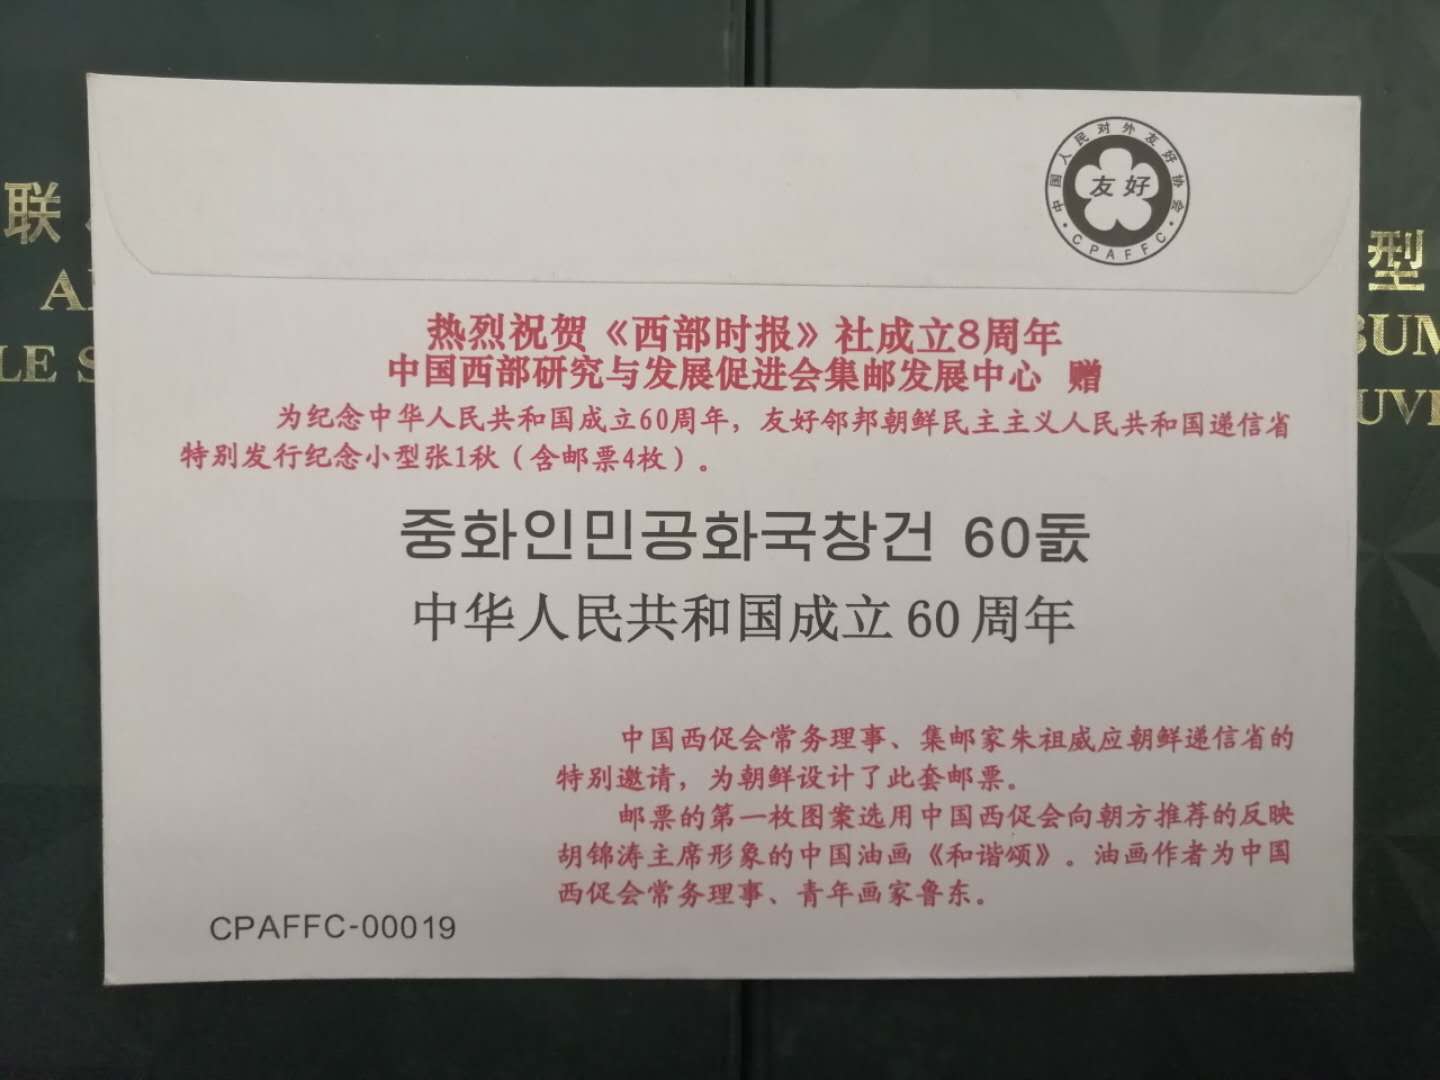 中国人民对外友好协会
友好
CPAFFC
联
型
AL
BUM
LE S
UVE
热烈祝贺《西部时报》社成立8周年
中国西部研究与发展促进会集邮发展中心 赠
为纪念中华人民共和国成立60周年，友好邻邦朝鲜民主主义人民共和国递信省
特别发行纪念小型张1秋（含邮票4枚）。
중화인민공화국창건 60돐
中华人民共和国成立60周年
中国西促会常务理事、集邮家朱祖威应朝鲜递信省的
特别邀请，为朝鲜设计了此套邮票。
邮票的第一枚图案选用中国西促会向朝方推荐的反映
胡锦涛主席形象的中国油画《和谐颂》。油画作者为中国
西促会常务理事、青年画家鲁东。
CPAFFC-00019